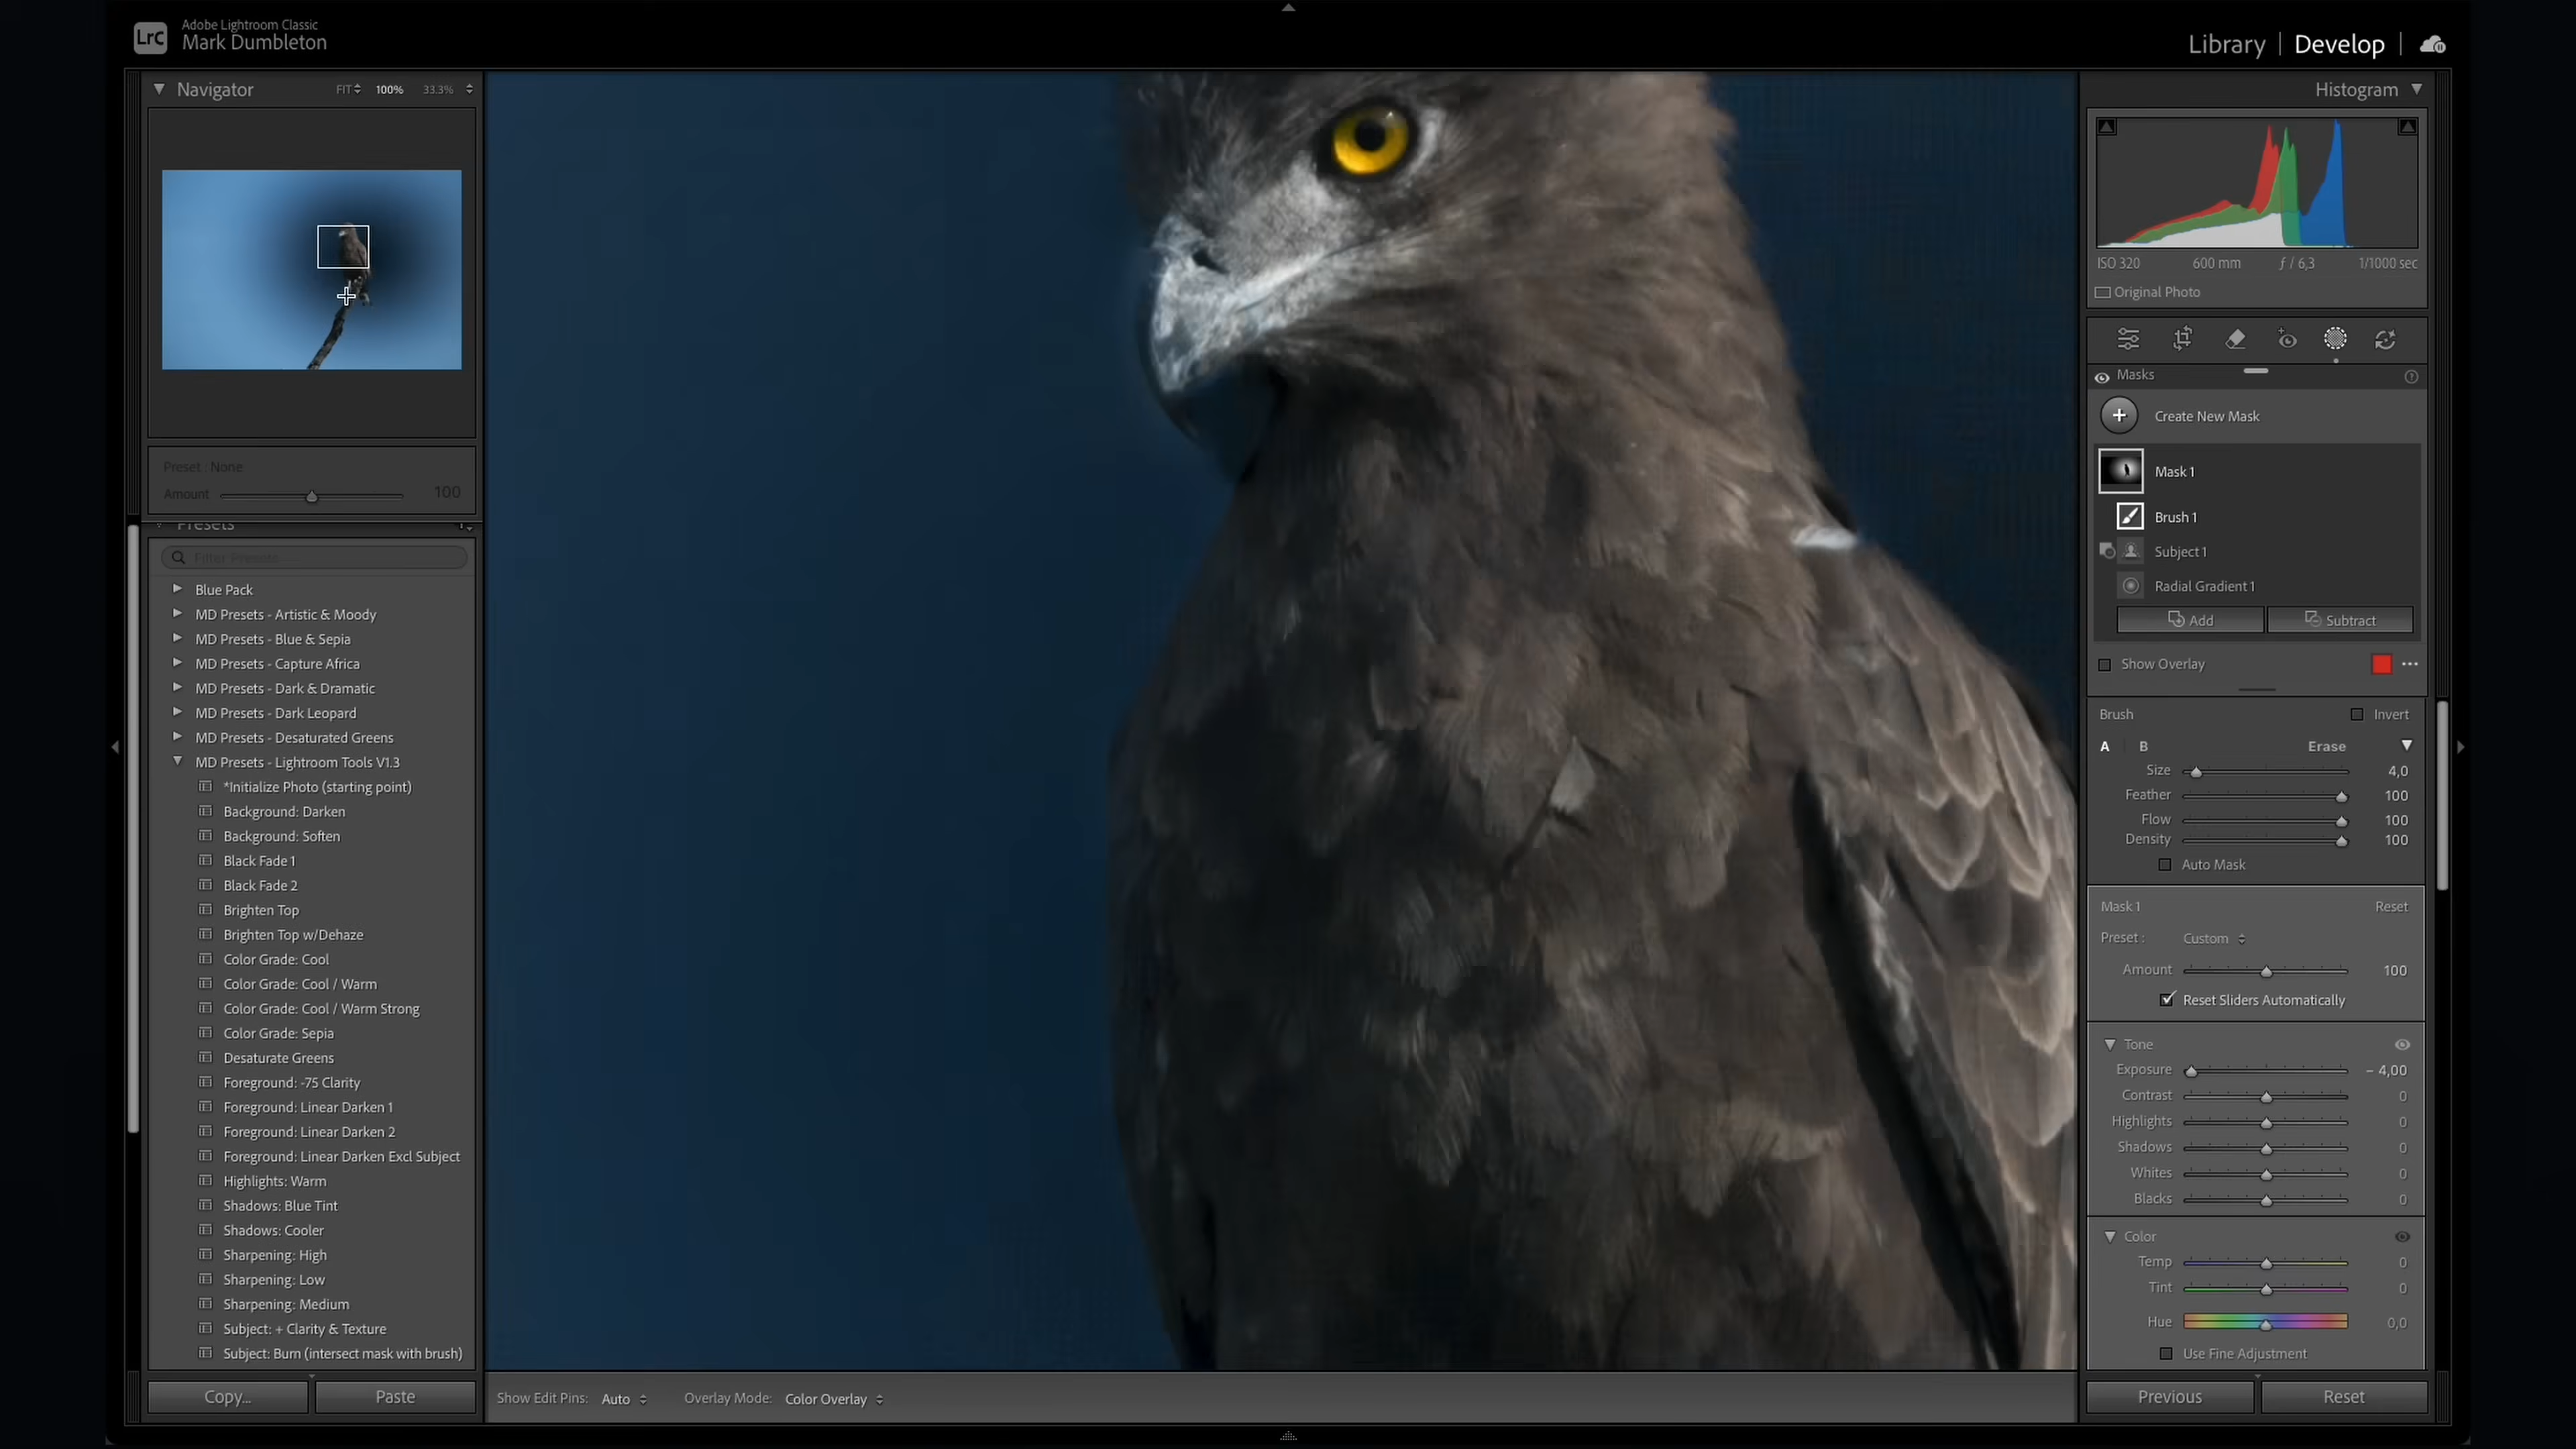 Adobe Lightroom Classic
LrC
Mark Dumbleton
Library | Develop |
Navigator
FIT
100%
33.3%
Preset : None
Amount
100
Presets
Filter Presets
Blue Pack
MD Presets - Artistic & Moody
MD Presets - Blue & Sepia
MD Presets - Capture Africa
MD Presets - Dark & Dramatic
MD Presets - Dark Leopard
MD Presets - Desaturated Greens
MD Presets - Lightroom Tools V1.3
*Initialize Photo (starting point)
Background: Darken
Background: Soften
Black Fade 1
Black Fade 2
Brighten Top
Brighten Top w/Dehaze
Color Grade: Cool
Color Grade: Cool / Warm
Color Grade: Cool / Warm Strong
Color Grade: Sepia
Desaturate Greens
Foreground: -75 Clarity
Foreground: Linear Darken 1
Foreground: Linear Darken 2
Foreground: Linear Darken Excl Subject
Highlights: Warm
Shadows: Blue Tint
Shadows: Cooler
Sharpening: High
Sharpening: Low
Sharpening: Medium
Subject: + Clarity & Texture
Subject: Burn (intersect mask with brush)
Copy...
Paste
Show Edit Pins: Auto
Overlay Mode: Color Overlay
Histogram
ISO 320
600 mm
ƒ / 6,3
1/1000 sec
Original Photo
Masks
Create New Mask
Mask 1
Brush 1
Subject 1
Radial Gradient 1
Add
Subtract
Show Overlay
Brush
Invert
A
B
Erase
Size 4,0
Feather 100
Flow 100
Density 100
Auto Mask
Mask 1
Reset
Preset : Custom
Amount 100
Reset Sliders Automatically
Tone
Exposure – 4,00
Contrast 0
Highlights 0
Shadows 0
Whites 0
Blacks 0
Color
Temp 0
Tint 0
Hue 0,0
Use Fine Adjustment
Previous
Reset